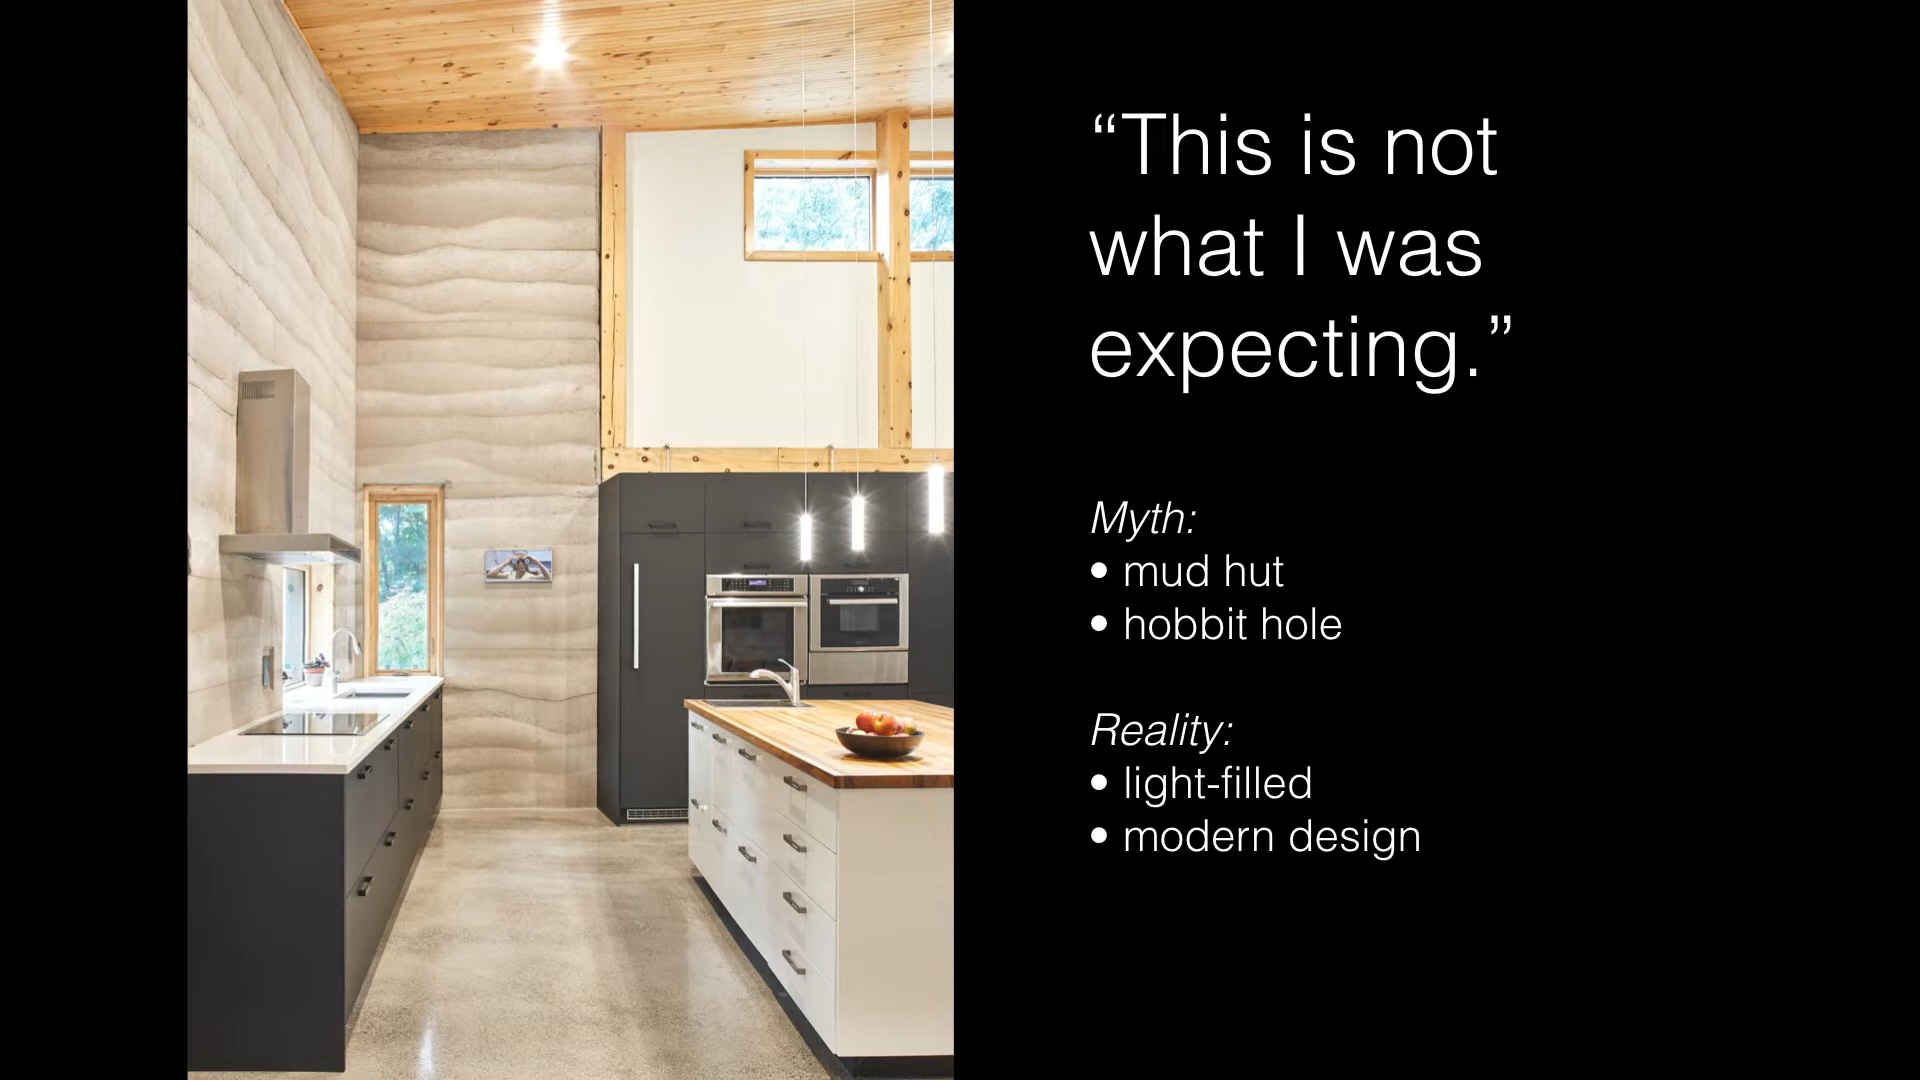 “This is not
what I was
expecting.”
Myth:
• mud hut
• hobbit hole
Reality:
• light-filled
• modern design